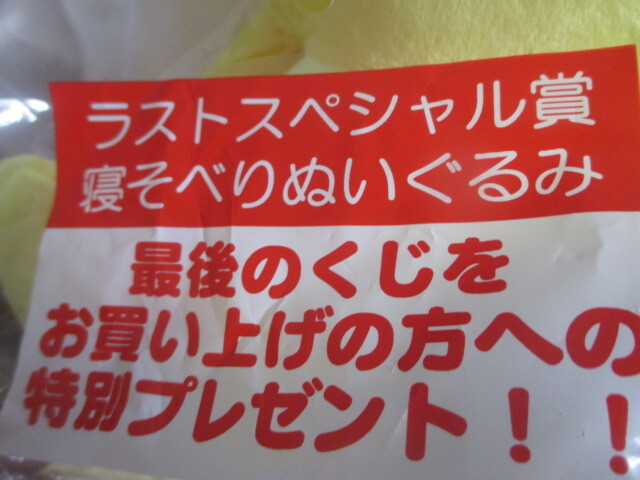 ラストスペシャル賞
寝そべりぬいぐるみ
最後のくじを
お買い上げの方への
特別プレゼント！！